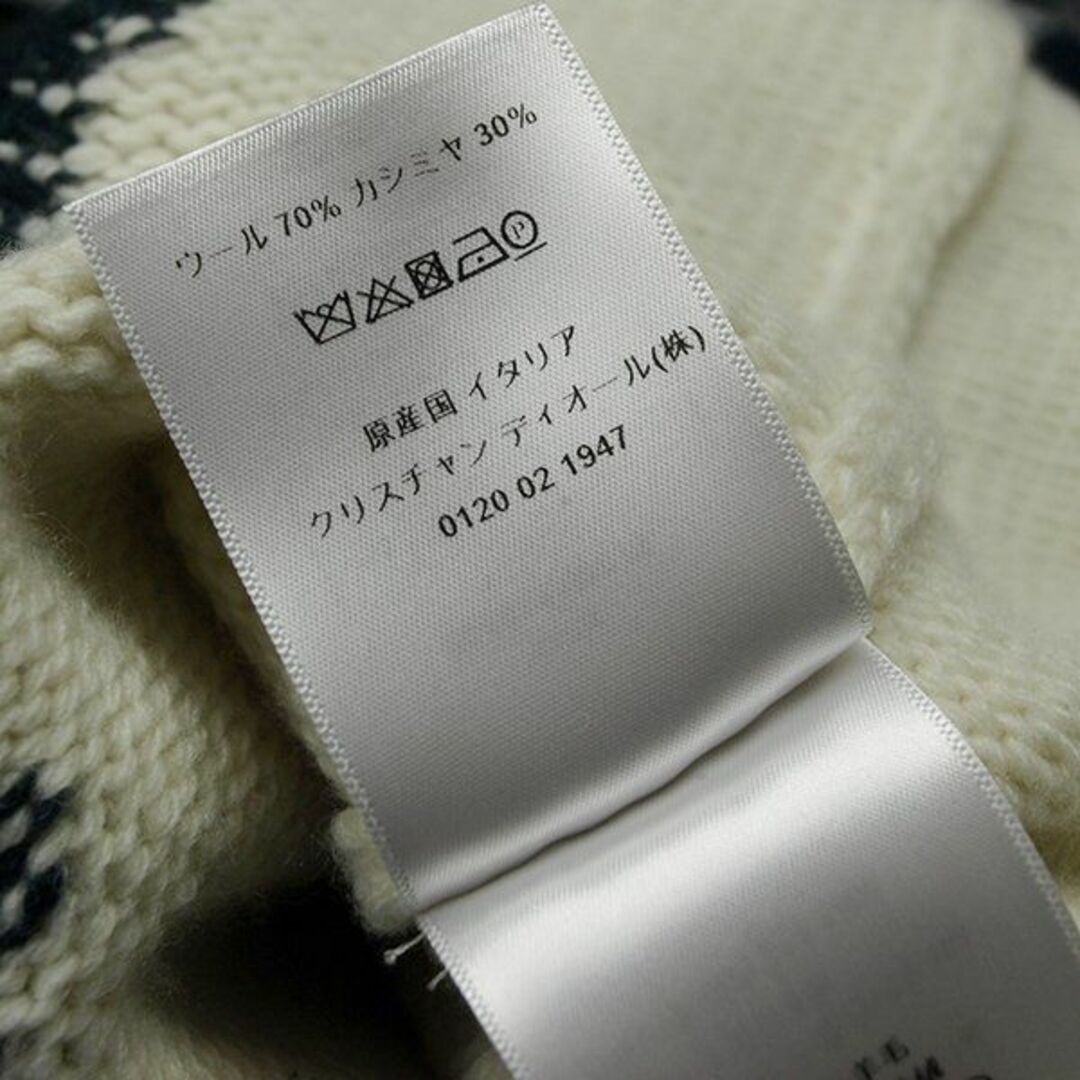 ウール 70% カシミヤ 30%
P
原産国 イタリア
クリスチャン ディオール(株)
0120 02 1947